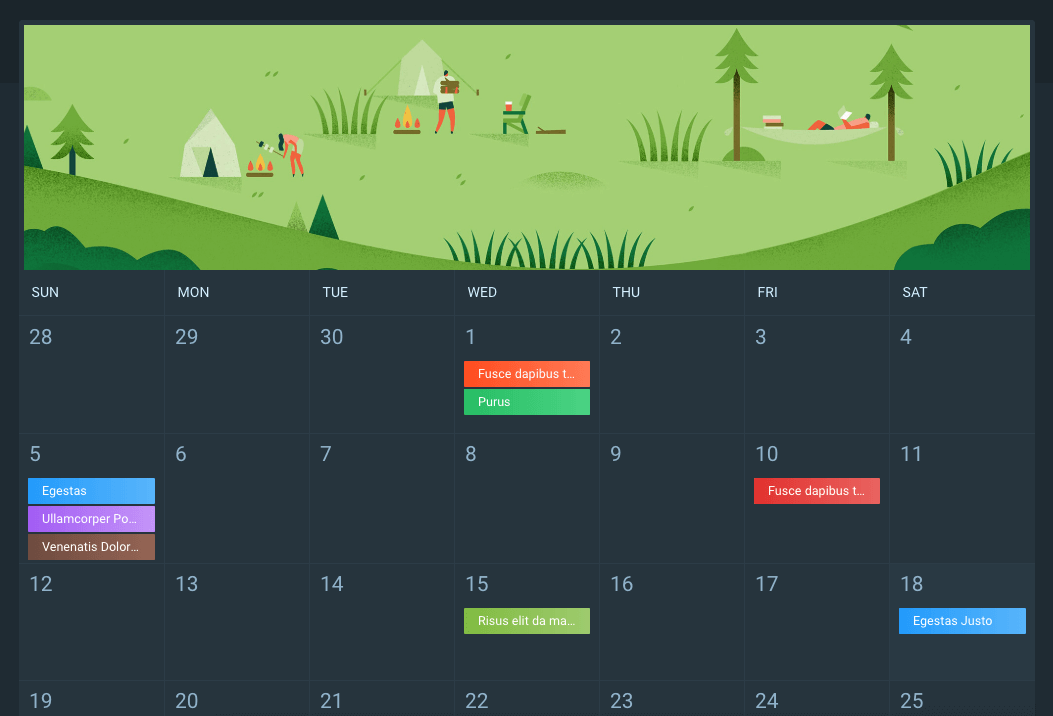 SUN MON TUE WED THU FRI SAT
28 29 30 1 2 3 4
Fusce dapibus t...
Purus
5 6 7 8 9 10 11
Egestas Fusce dapibus t...
Ullamcorper Po...
Venenatis Dolor...
12 13 14 15 16 17 18
Risus elit da ma... Egestas Justo
19 20 21 22 23 24 25